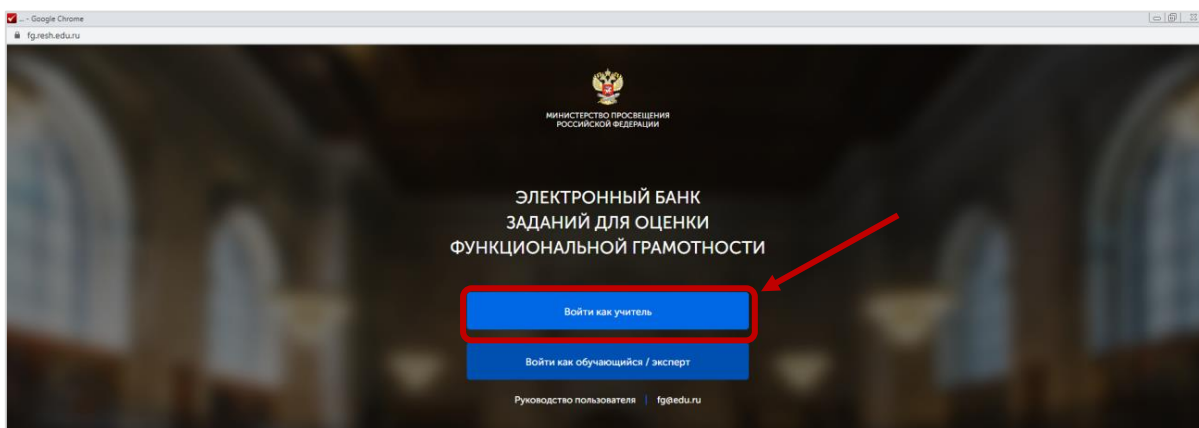 ... - Google Chrome
fg.resh.edu.ru
МИНИСТЕРСТВО ПРОСВЕЩЕНИЯ
РОССИЙСКОЙ ФЕДЕРАЦИИ
ЭЛЕКТРОННЫЙ БАНК
ЗАДАНИЙ ДЛЯ ОЦЕНКИ
ФУНКЦИОНАЛЬНОЙ ГРАМОТНОСТИ
Войти как учитель
Войти как обучающийся / эксперт
Руководство пользователя | fg@edu.ru